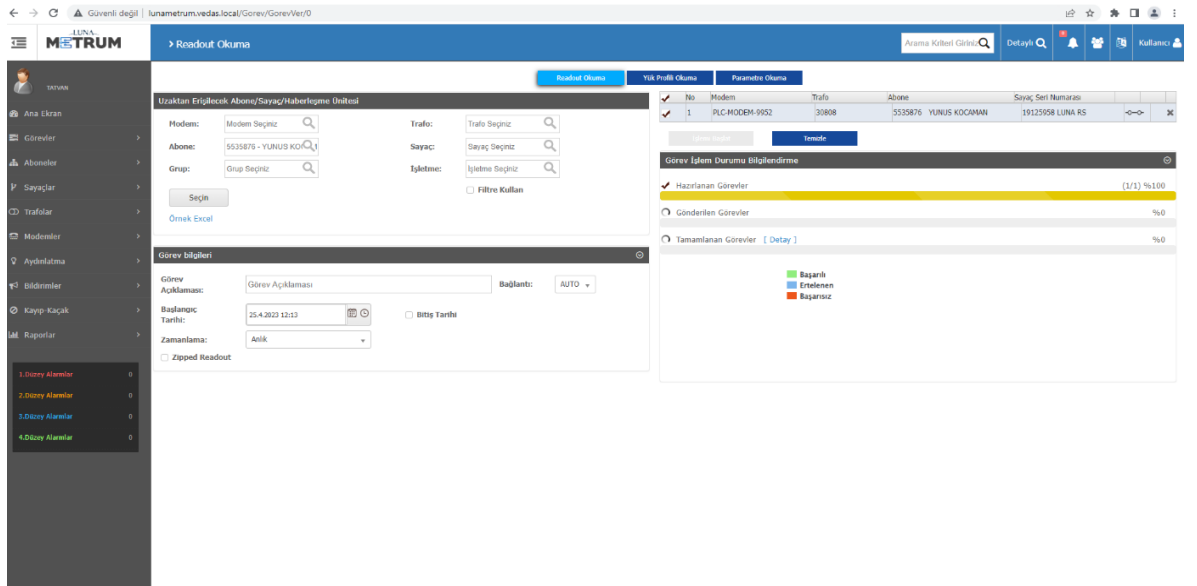 Güvenli değil | lunametrum.vedas.local/Gorev/GorevVer/0
LUNA
METRUM
> Readout Okuma
Arama Kriteri Giriniz
Detaylı
Kullanıcı
TATVAN
Ana Ekran
Görevler
Aboneler
Sayaçlar
Trafolar
Modemler
Aydınlatma
Bildirimler
Kayıp-Kaçak
Raporlar
1.Düzey Alarmlar 0
2.Düzey Alarmlar 0
3.Düzey Alarmlar 0
4.Düzey Alarmlar 0
Readout Okuma Yük Profili Okuma Parametre Okuma
Uzaktan Erişilecek Abone/Sayaç/Haberleşme Ünitesi
Modem: Modem Seçiniz Trafo: Trafo Seçiniz
Abone: 5535876 - YUNUS KO Sayaç: Sayaç Seçiniz
Grup: Grup Seçiniz İşletme: İşletme Seçiniz
Seçin Filtre Kullan
Örnek Excel
Görev bilgileri
Görev Açıklaması: Görev Açıklaması Bağlantı: AUTO
Başlangıç Tarihi: 25.4.2023 12:13 Bitiş Tarihi
Zamanlama: Anlık
Zipped Readout
No Modem Trafo Abone Sayaç Seri Numarası
1 PLC-MODEM-9952 30808 5535876 YUNUS KOCAMAN 19125958 LUNA RS
Temizle
Görev İşlem Durumu Bilgilendirme
Hazırlanan Görevler (1/1) %100
Gönderilen Görevler %0
Tamamlanan Görevler [ Detay ] %0
Başarılı
Ertelenen
Başarısız